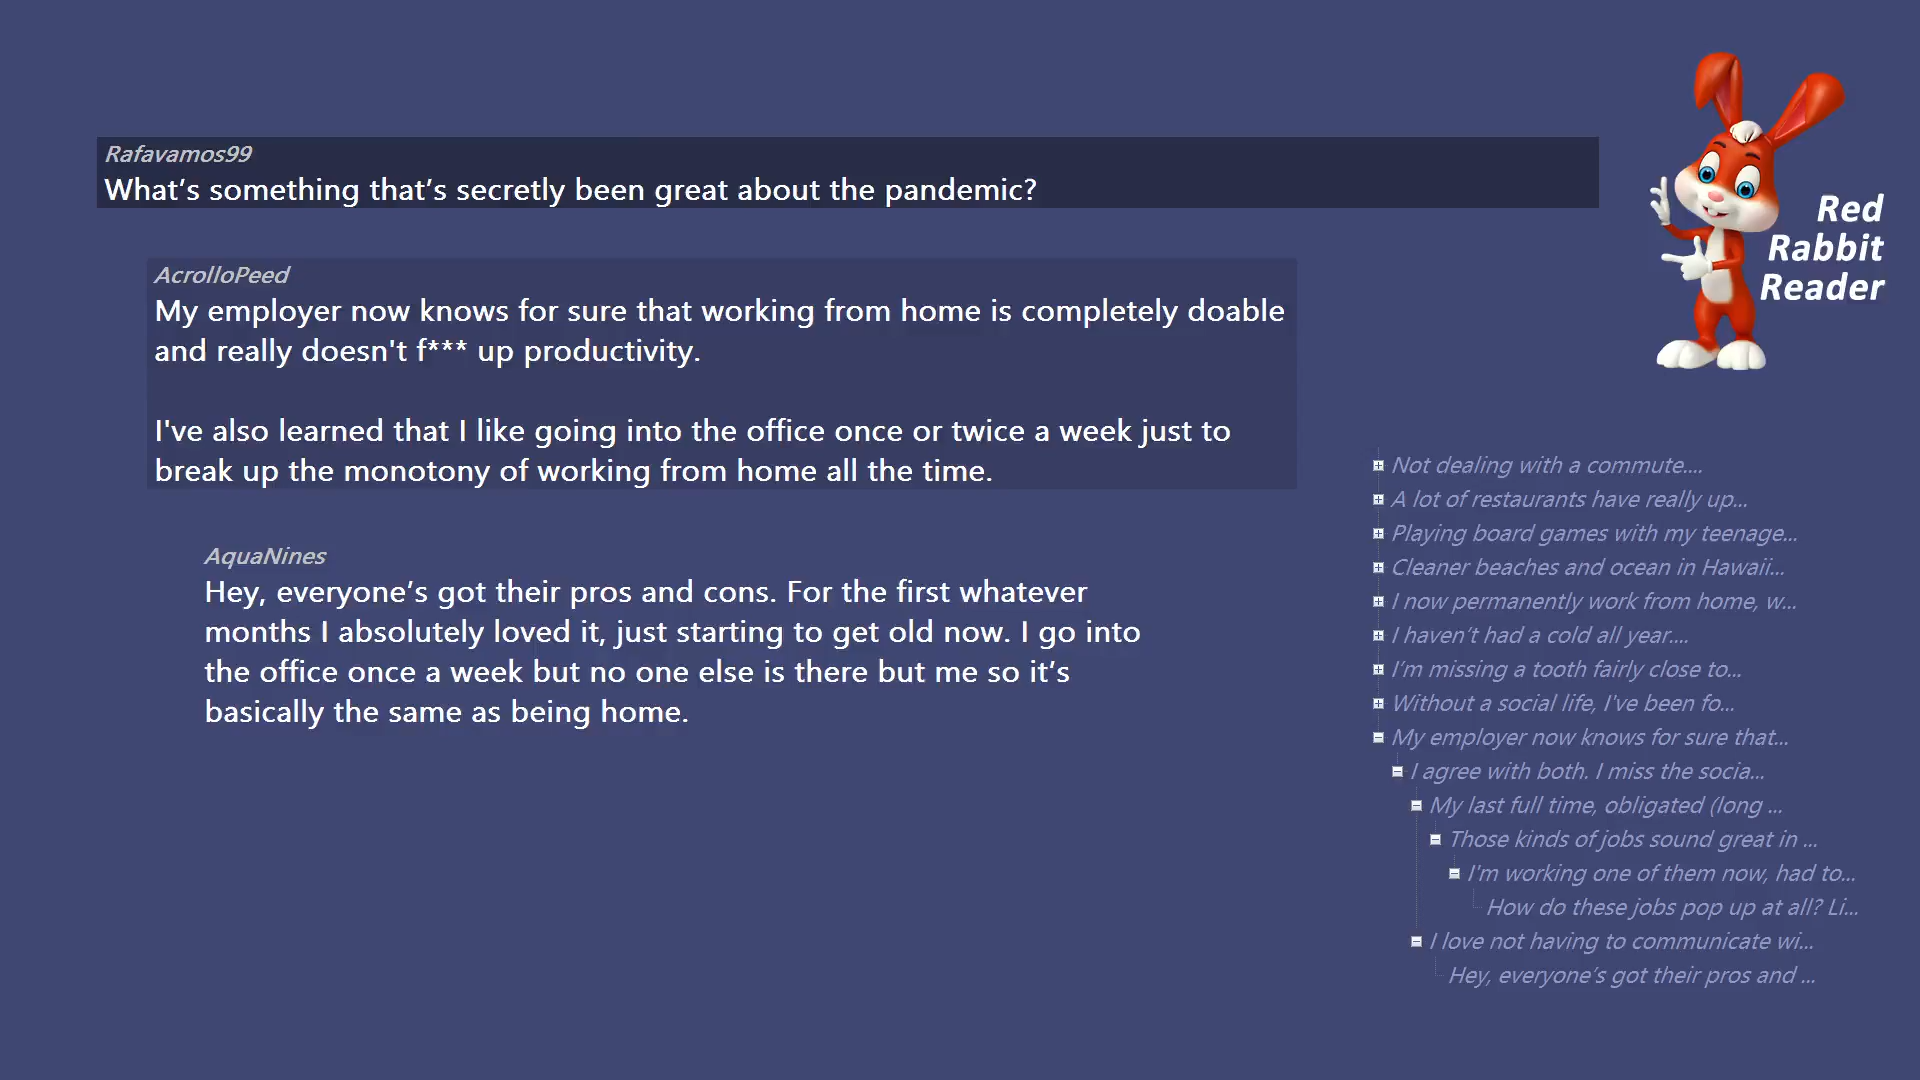 Rafavamos99
What’s something that’s secretly been great about the pandemic?
AcrolloPeed
My employer now knows for sure that working from home is completely doable
and really doesn't f*** up productivity.
I've also learned that I like going into the office once or twice a week just to
break up the monotony of working from home all the time.
AquaNines
Hey, everyone’s got their pros and cons. For the first whatever
months I absolutely loved it, just starting to get old now. I go into
the office once a week but no one else is there but me so it’s
basically the same as being home.
Red
Rabbit
Reader
Not dealing with a commute....
A lot of restaurants have really up...
Playing board games with my teenage...
Cleaner beaches and ocean in Hawaii...
I now permanently work from home, w...
I haven’t had a cold all year....
I’m missing a tooth fairly close to...
Without a social life, I've been fo...
My employer now knows for sure that...
I agree with both. I miss the socia...
My last full time, obligated (long ...
Those kinds of jobs sound great in ...
I'm working one of them now, had to...
How do these jobs pop up at all? Li...
I love not having to communicate wi...
Hey, everyone’s got their pros and ...